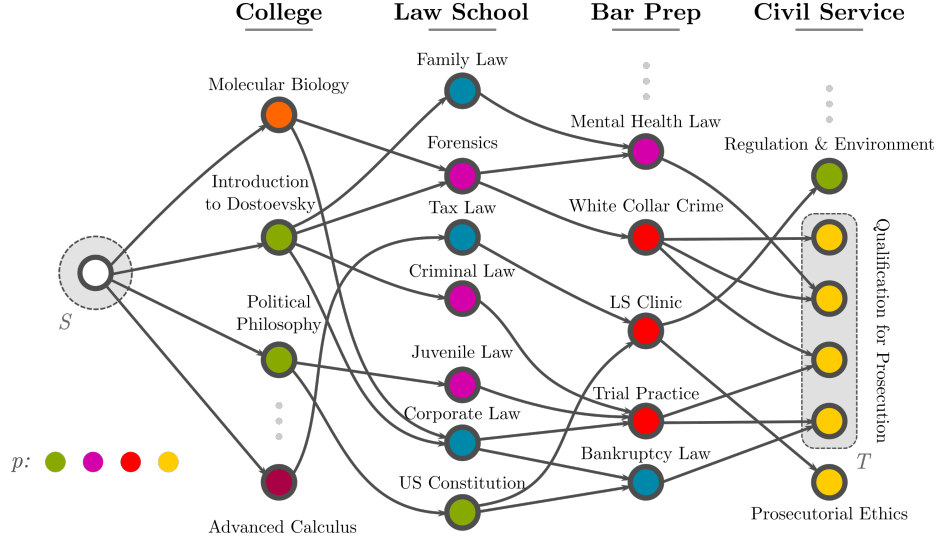 College
Law School
Bar Prep
Civil Service
Molecular Biology
Introduction
to Dostoevsky
Political
Philosophy
Advanced Calculus
Family Law
Forensics
Tax Law
Criminal Law
Juvenile Law
Corporate Law
US Constitution
Mental Health Law
White Collar Crime
LS Clinic
Trial Practice
Bankruptcy Law
Regulation & Environment
Qualification for Prosecution
Prosecutorial Ethics
S
T
p: